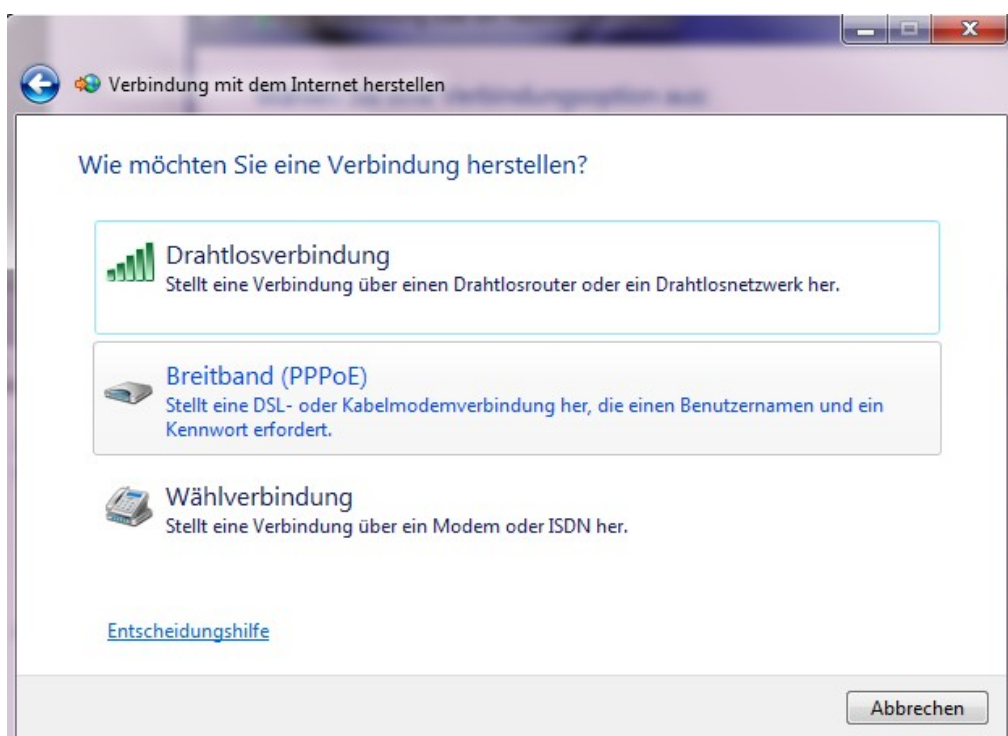 Verbindung mit dem Internet herstellen
Wie möchten Sie eine Verbindung herstellen?
Drahtlosverbindung
Stellt eine Verbindung über einen Drahtlosrouter oder ein Drahtlosnetzwerk her.
Breitband (PPPoE)
Stellt eine DSL- oder Kabelmodemverbindung her, die einen Benutzernamen und ein
Kennwort erfordert.
Wählverbindung
Stellt eine Verbindung über ein Modem oder ISDN her.
Entscheidungshilfe
Abbrechen